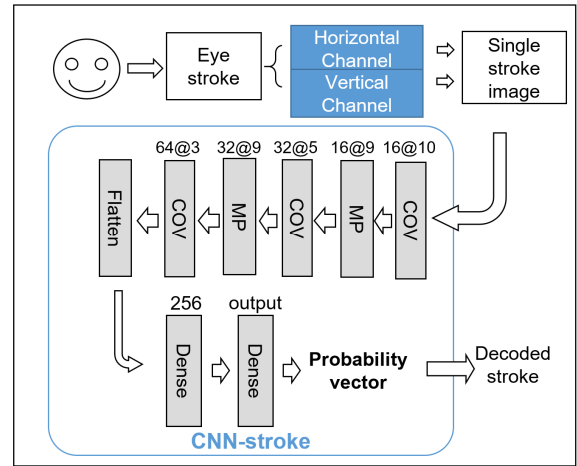 Eye
stroke
Horizontal
Channel
Vertical
Channel
Single
stroke
image
64@3 32@9 32@5 16@9 16@10
Flatten
COV
MP
COV
MP
COV
256 output
Dense
Dense
Probability
vector
Decoded
stroke
CNN-stroke